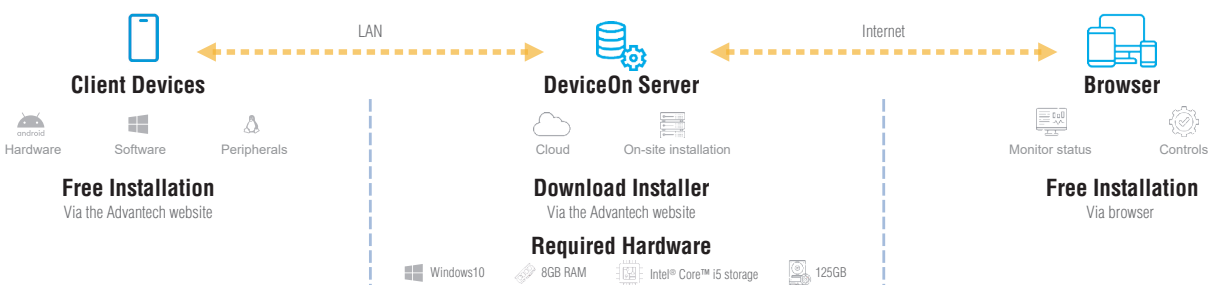 LAN
Internet
Client Devices
DeviceOn Server
Browser
android
Hardware
Software
Peripherals
Cloud
On-site installation
Monitor status
Controls
Free Installation
Download Installer
Free Installation
Via the Advantech website
Via the Advantech website
Via browser
Required Hardware
Windows10
8GB RAM
Intel® Core™ i5 storage
125GB